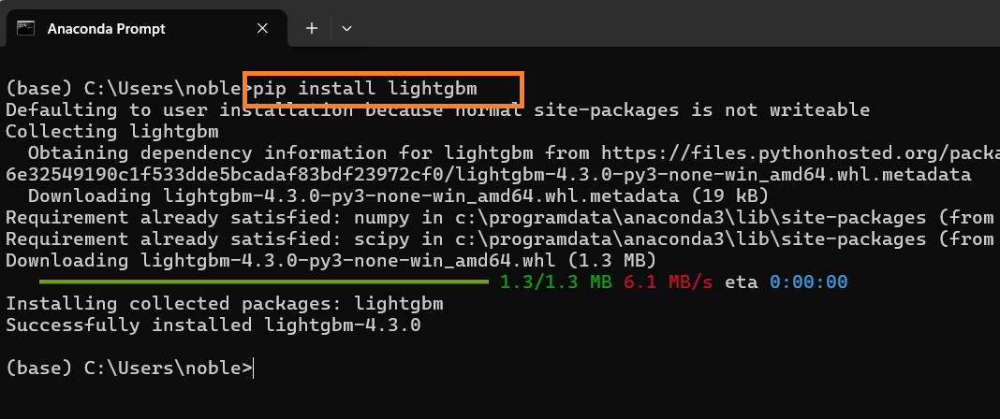 Anaconda Prompt
(base) C:\Users\noble>pip install lightgbm
Defaulting to user installation because normal site-packages is not writeable
Collecting lightgbm
  Obtaining dependency information for lightgbm from https://files.pythonhosted.org/packa
6e32549190c1f533dde5bcadaf83bdf23972cf0/lightgbm-4.3.0-py3-none-win_amd64.whl.metadata
  Downloading lightgbm-4.3.0-py3-none-win_amd64.whl.metadata (19 kB)
Requirement already satisfied: numpy in c:\programdata\anaconda3\lib\site-packages (from
Requirement already satisfied: scipy in c:\programdata\anaconda3\lib\site-packages (from
Downloading lightgbm-4.3.0-py3-none-win_amd64.whl (1.3 MB)
1.3/1.3 MB 6.1 MB/s eta 0:00:00
Installing collected packages: lightgbm
Successfully installed lightgbm-4.3.0
(base) C:\Users\noble>